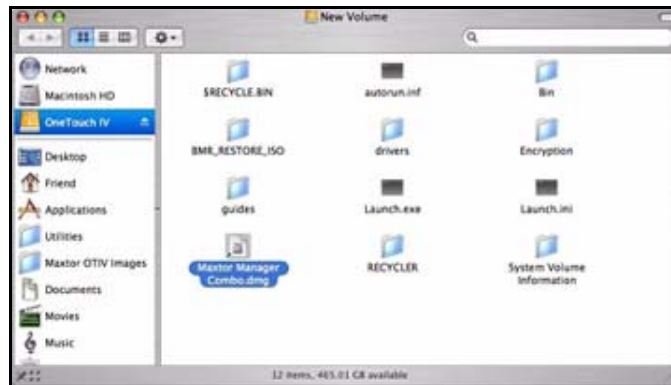 New Volume
Network
Macintosh HD
OneTouch IV
Desktop
Friend
Applications
Utilities
Maxtor OTIV Images
Documents
Movies
Music
$RECYCLE.BIN
autorun.inf
Bin
BMR_RESTORE_ISO
drivers
Encryption
guides
Launch.exe
Launch.ini
Maxtor Manager
Combo.dmg
RECYCLER
System Volume
Information
12 items, 465.01 GB available